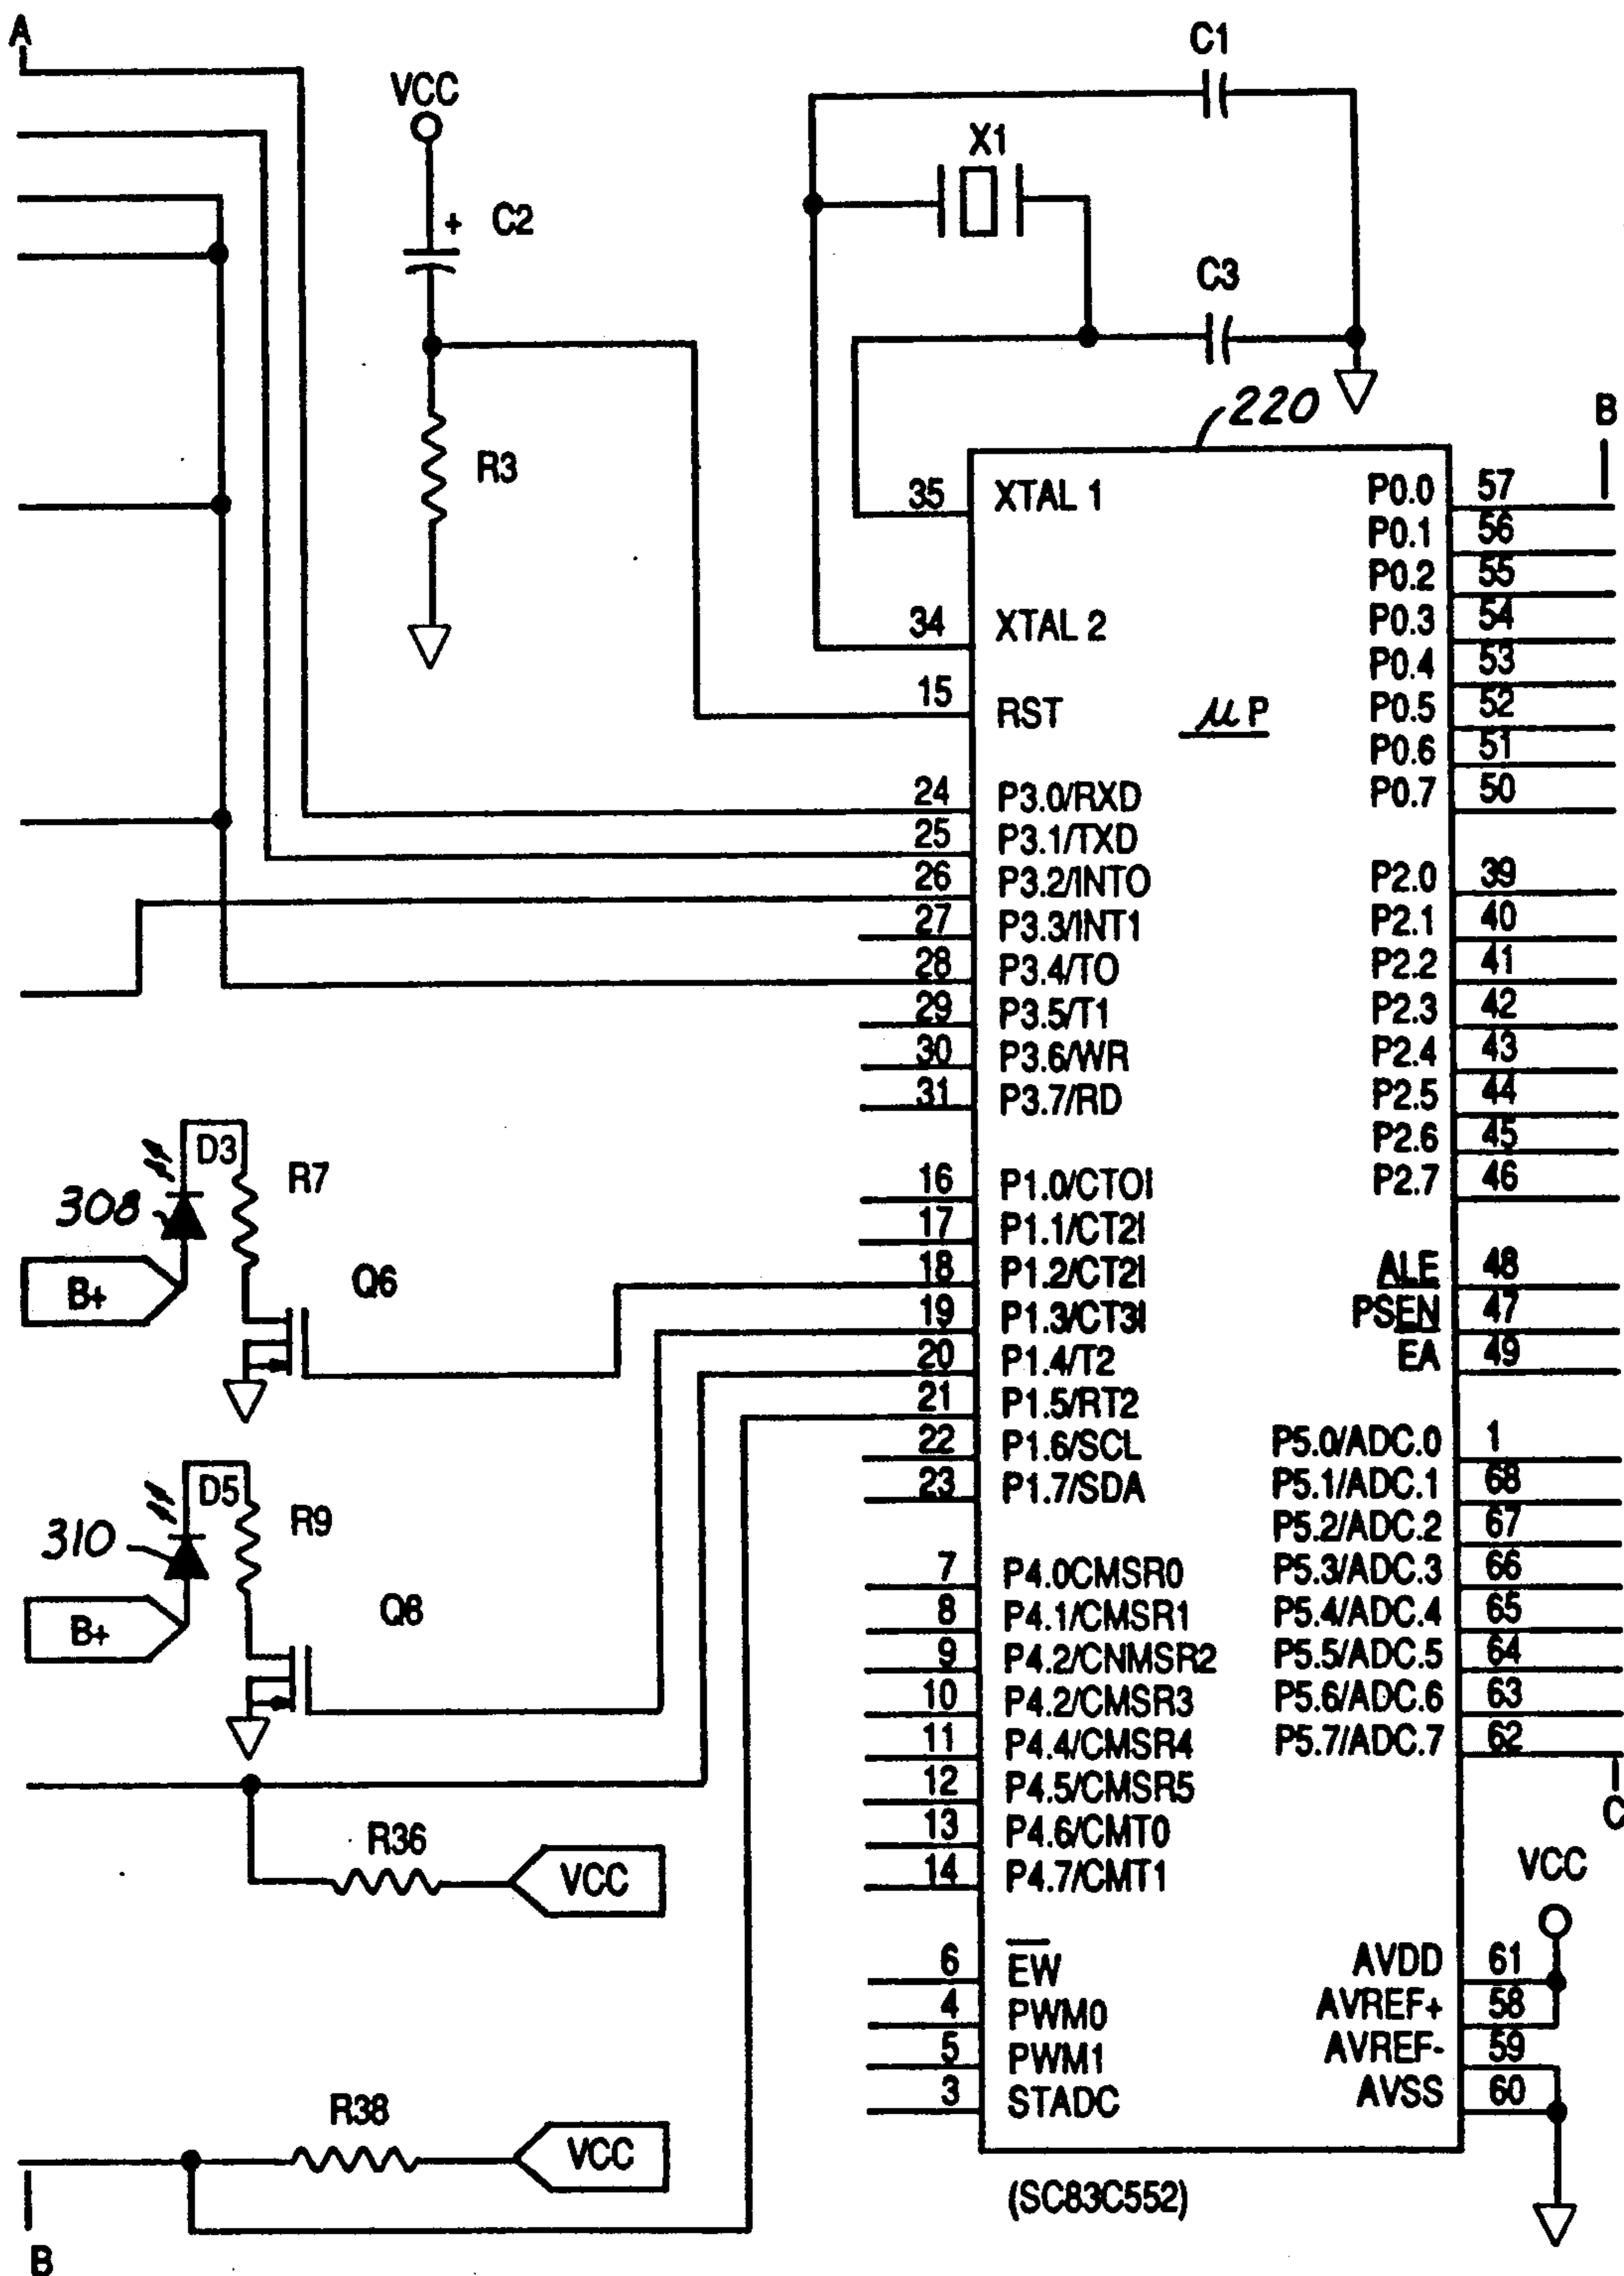 A
C1
VCC
X1
+ C2
C3
220
B
R3
35 XTAL 1
34 XTAL 2
15 RST
μP
24 P3.0/RXD
25 P3.1/TXD
26 P3.2/INTO
27 P3.3/INT1
28 P3.4/TO
29 P3.5/T1
30 P3.6/WR
31 P3.7/RD
16 P1.0/CTOI
17 P1.1/CT2I
18 P1.2/CT2I
19 P1.3/CT3I
20 P1.4/T2
21 P1.5/RT2
22 P1.6/SCL
23 P1.7/SDA
7 P4.0CMSR0
8 P4.1/CMSR1
9 P4.2/CNMSR2
10 P4.2/CMSR3
11 P4.4/CMSR4
12 P4.5/CMSR5
13 P4.6/CMT0
14 P4.7/CMT1
6 EW
4 PWM0
5 PWM1
3 STADC
P0.0 57
P0.1 56
P0.2 55
P0.3 54
P0.4 53
P0.5 52
P0.6 51
P0.7 50
P2.0 39
P2.1 40
P2.2 41
P2.3 42
P2.4 43
P2.5 44
P2.6 45
P2.7 46
ALE 48
PSEN 47
EA 49
P5.0/ADC.0 1
P5.1/ADC.1 68
P5.2/ADC.2 67
P5.3/ADC.3 66
P5.4/ADC.4 65
P5.5/ADC.5 64
P5.6/ADC.6 63
P5.7/ADC.7 62
C
VCC
AVDD 61
AVREF+ 58
AVREF- 59
AVSS 60
(SC83C552)
D3
R7
308
B+
Q6
D5
R9
310
B+
Q8
R36
VCC
R38
VCC
B